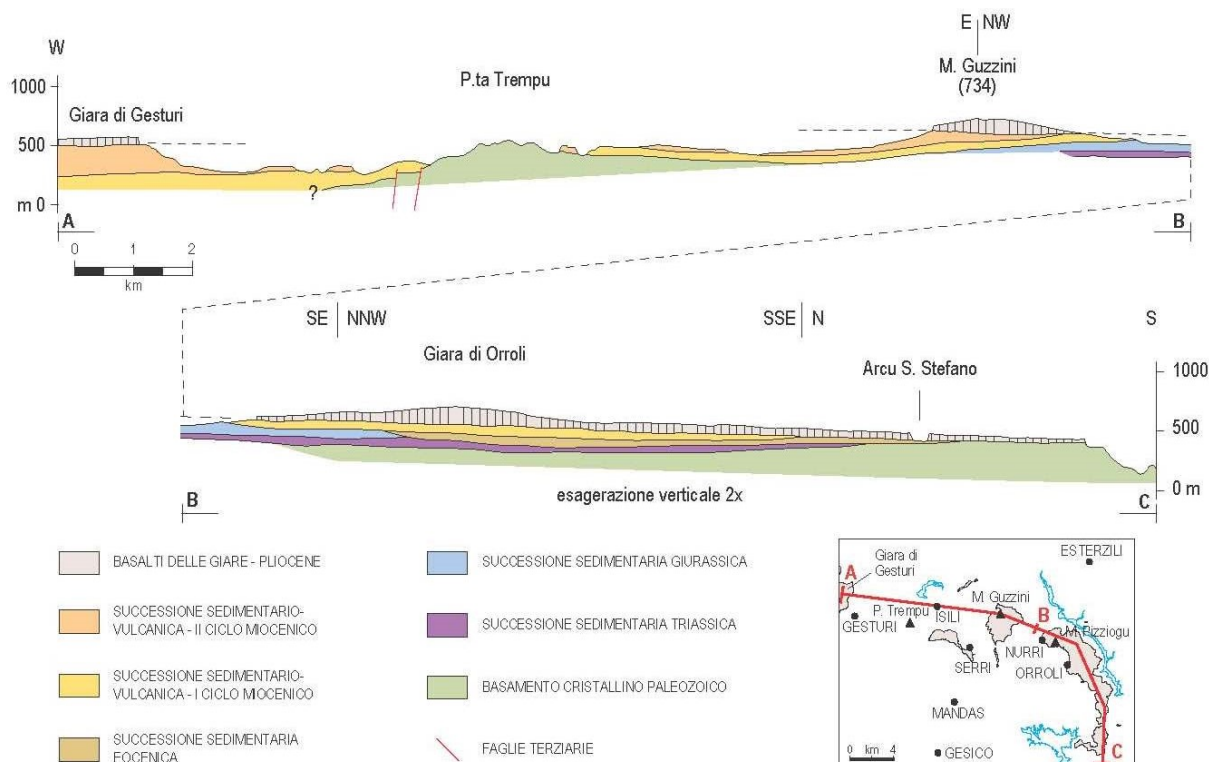 E NW
W
M. Guzzini
(734)
P.ta Trempu
1000
Giara di Gesturi
500
?
m 0
A
B
0 1 2
km
SE NNW
SSE N
S
Giara di Orroli
Arcu S. Stefano
1000
500
0 m
B
esagerazione verticale 2x
C
BASALTI DELLE GIARE - PLIOCENE
SUCCESSIONE SEDIMENTARIO-
VULCANICA - II CICLO MIOCENICO
SUCCESSIONE SEDIMENTARIO-
VULCANICA - I CICLO MIOCENICO
SUCCESSIONE SEDIMENTARIA
EOCENICA
SUCCESSIONE SEDIMENTARIA GIURASSICA
SUCCESSIONE SEDIMENTARIA TRIASSICA
BASAMENTO CRISTALLINO PALEOZOICO
FAGLIE TERZIARIE
Giara di
Gesturi
ESTERZILI
A
M. Guzzini
P. Trempu
ISILI
B
GESTURI
M. Pizziogu
NURRI
SERRI
ORROLI
MANDAS
0 km 4
GESICO
C